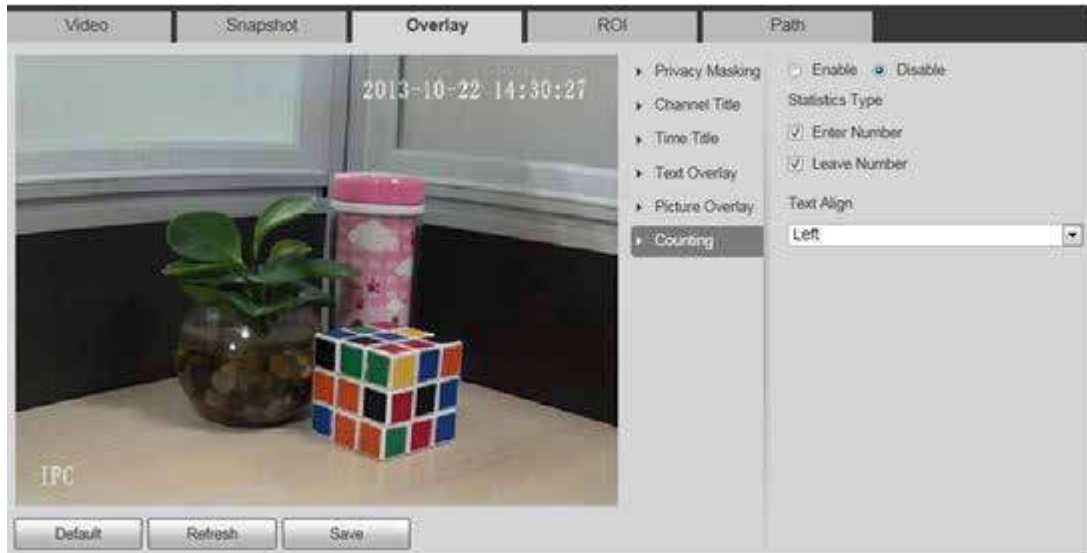 Video
Snapshot
Overlay
ROI
Path
2013-10-22 14:30:27
IPC
Privacy Masking
Channel Title
Time Title
Text Overlay
Picture Overlay
Counting
Enable Disable
Statistics Type
Enter Number
Leave Number
Text Align
Left
Default Refresh Save